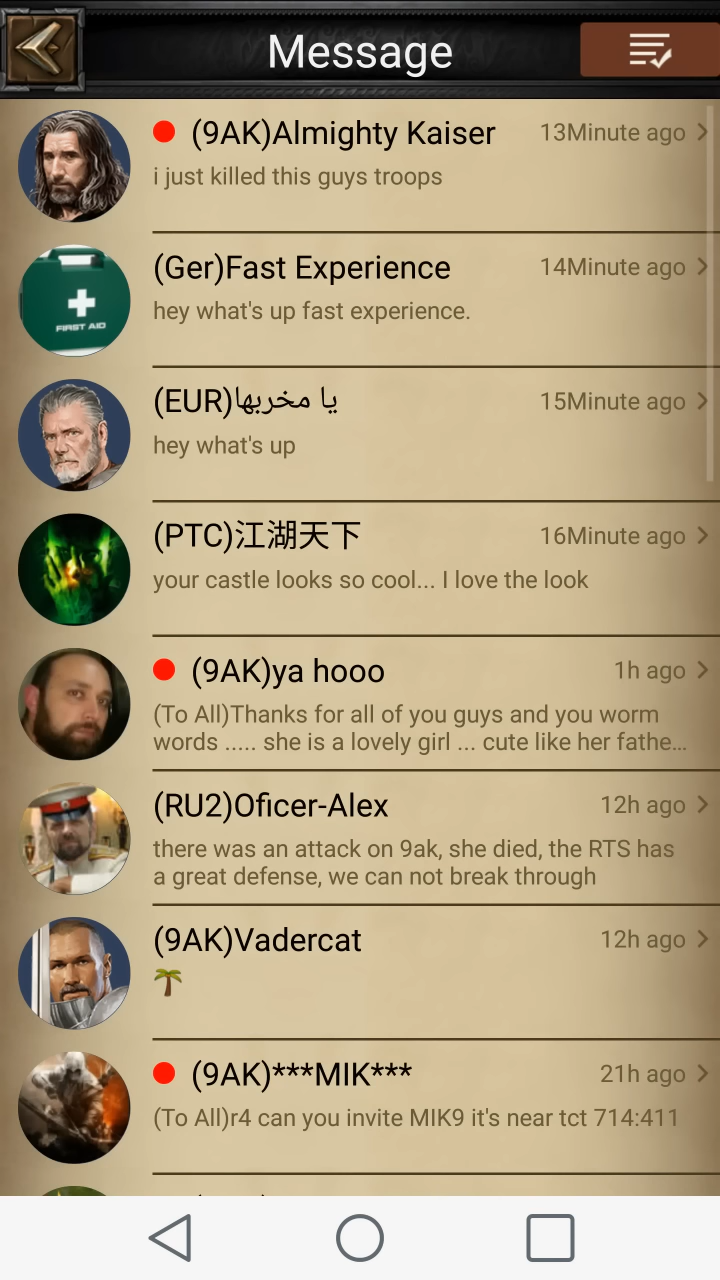 Message
(9AK)Almighty Kaiser 13Minute ago
i just killed this guys troops
FIRST AID
(Ger)Fast Experience 14Minute ago
hey what's up fast experience.
(EUR)يا مخربها 15Minute ago
hey what's up
(PTC)江湖天下 16Minute ago
your castle looks so cool... I love the look
(9AK)ya hooo 1h ago
(To All)Thanks for all of you guys and you worm
words ..... she is a lovely girl ... cute like her fathe...
(RU2)Oficer-Alex 12h ago
there was an attack on 9ak, she died, the RTS has
a great defense, we can not break through
(9AK)Vadercat 12h ago
🌴
(9AK)***MIK*** 21h ago
(To All)r4 can you invite MIK9 it's near tct 714:411